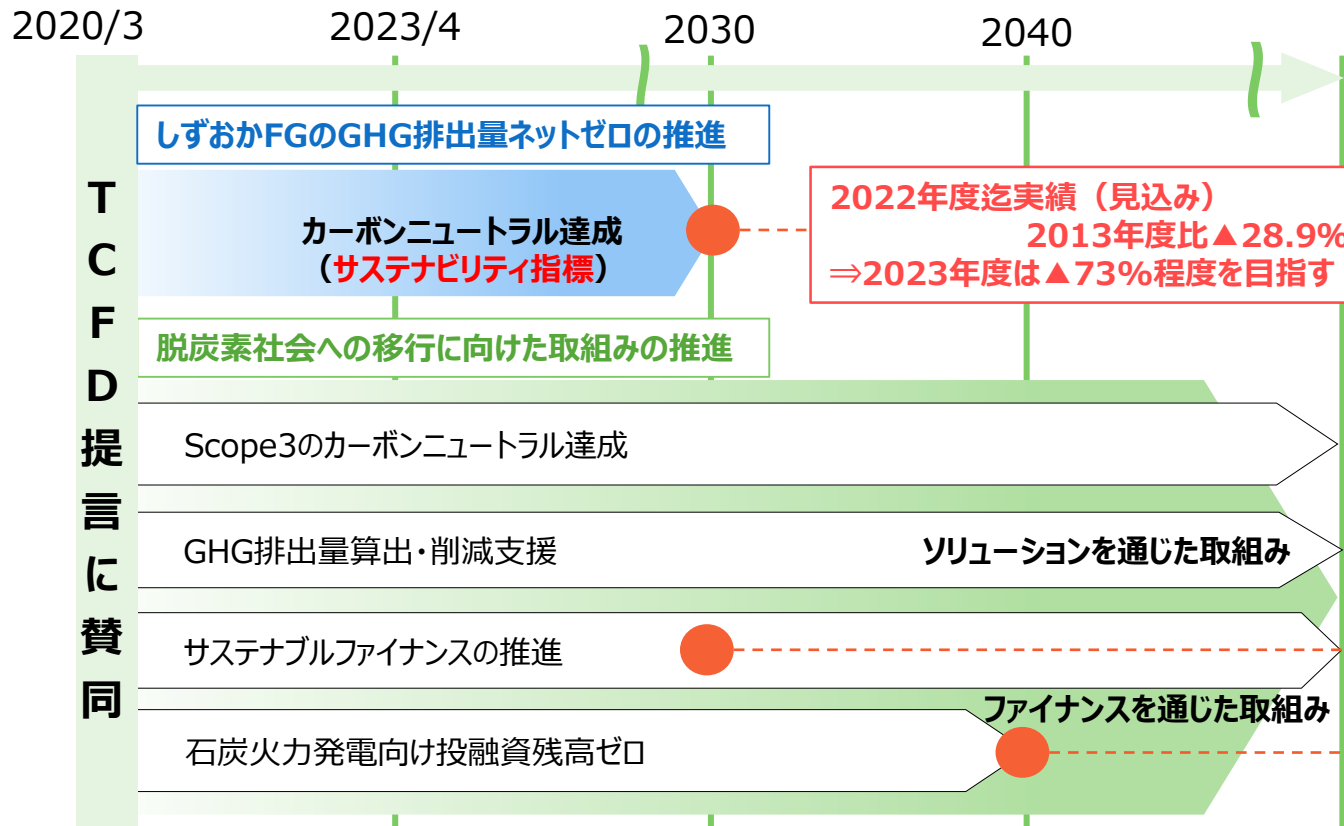 2020/3 2023/4 2030 2040
TCFD提言に賛同
しずおかFGのGHG排出量ネットゼロの推進
カーボンニュートラル達成
（サステナビリティ指標）
2022年度迄実績（見込み）
2013年度比▲28.9%
⇒2023年度は▲73%程度を目指す
脱炭素社会への移行に向けた取組みの推進
Scope3のカーボンニュートラル達成
GHG排出量算出・削減支援
ソリューションを通じた取組み
サステナブルファイナンスの推進
ファイナンスを通じた取組み
石炭火力発電向け投融資残高ゼロ